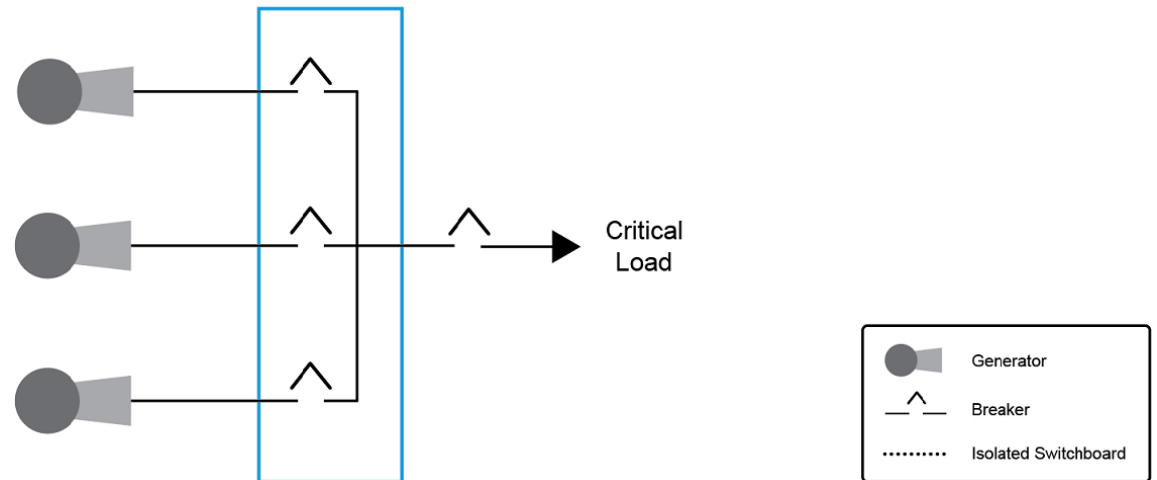 Critical
Load
Generator
Breaker
Isolated Switchboard